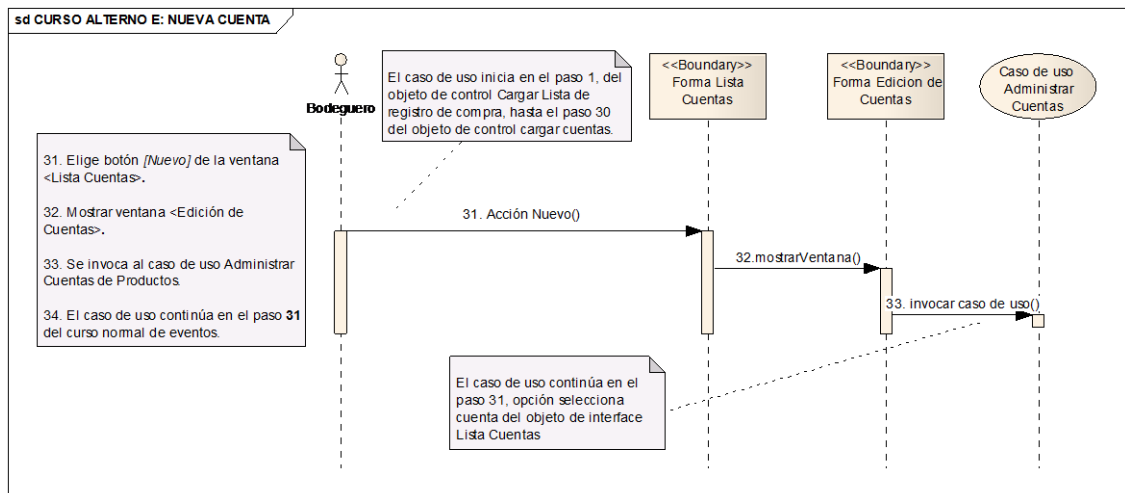 sd CURSO ALTERNO E: NUEVA CUENTA
Bodeguero
El caso de uso inicia en el paso 1, del
objeto de control Cargar Lista de
registro de compra, hasta el paso 30
del objeto de control cargar cuentas.
<<Boundary>>
Forma Lista
Cuentas
<<Boundary>>
Forma Edicion de
Cuentas
Caso de uso
Administrar
Cuentas
31. Elige botón [Nuevo] de la ventana
<Lista Cuentas>.
32. Mostrar ventana <Edición de
Cuentas>.
33. Se invoca al caso de uso Administrar
Cuentas de Productos.
34. El caso de uso continúa en el paso 31
del curso normal de eventos.
31. Acción Nuevo()
32.mostrarVentana()
33. invocar caso de uso()
El caso de uso continúa en el
paso 31, opción selecciona
cuenta del objeto de interface
Lista Cuentas